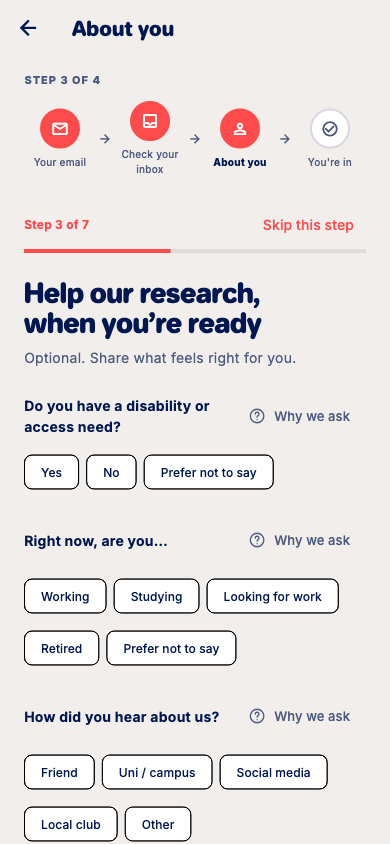 About you
STEP 3 OF 4
Your email
Check your
inbox
About you
You're in
Step 3 of 7
Skip this step
Help our research,
when you’re ready
Optional. Share what feels right for you.
Do you have a disability or
access need?
Why we ask
Yes
No
Prefer not to say
Right now, are you...
Why we ask
Working
Studying
Looking for work
Retired
Prefer not to say
How did you hear about us?
Why we ask
Friend
Uni / campus
Social media
Local club
Other